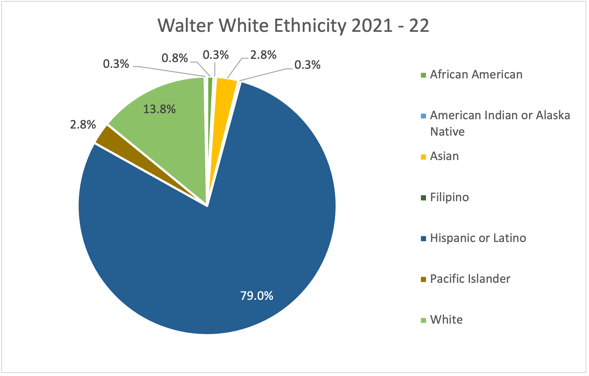 Walter White Ethnicity 2021 - 22
0.3%
0.8%
0.3%
2.8%
0.3%
13.8%
2.8%
79.0%
African American
American Indian or Alaska
Native
Asian
Filipino
Hispanic or Latino
Pacific Islander
White